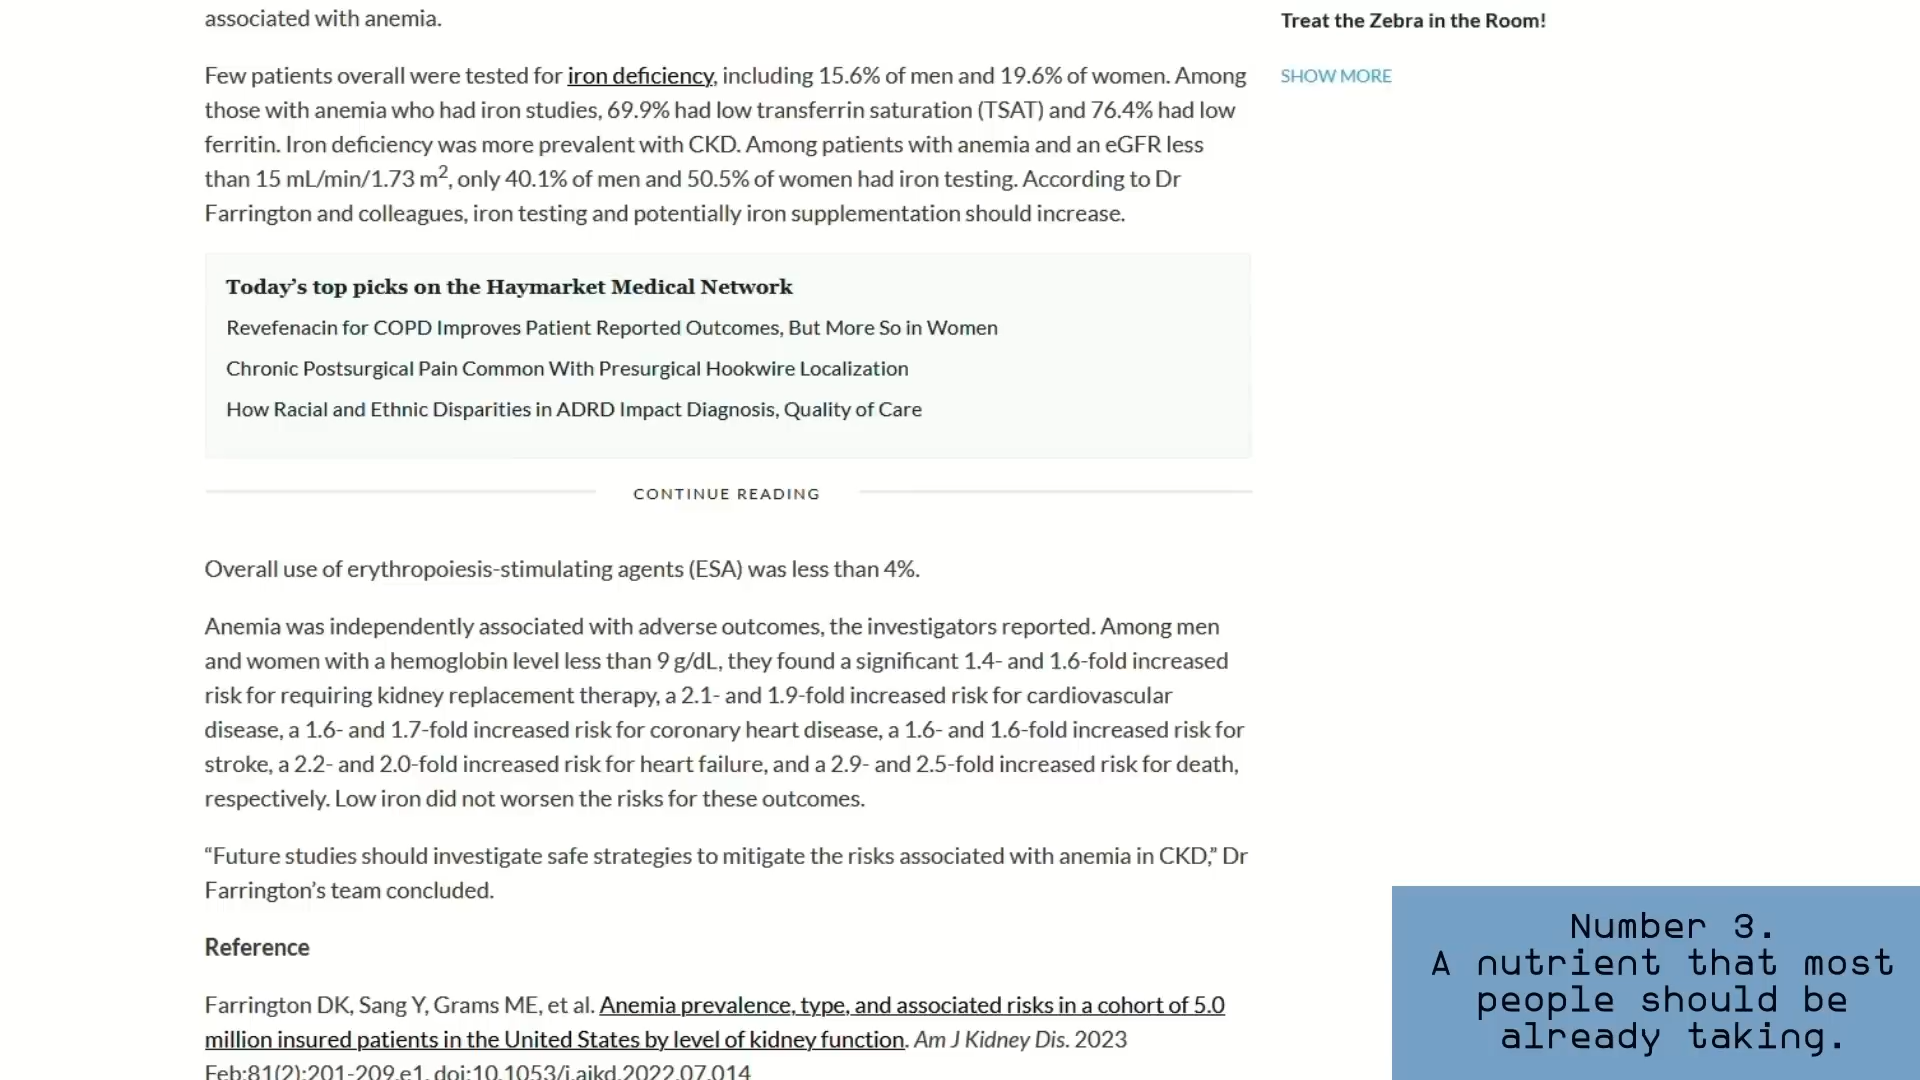 associated with anemia.
Few patients overall were tested for iron deficiency, including 15.6% of men and 19.6% of women. Among
those with anemia who had iron studies, 69.9% had low transferrin saturation (TSAT) and 76.4% had low
ferritin. Iron deficiency was more prevalent with CKD. Among patients with anemia and an eGFR less
than 15 mL/min/1.73 m², only 40.1% of men and 50.5% of women had iron testing. According to Dr
Farrington and colleagues, iron testing and potentially iron supplementation should increase.
Today’s top picks on the Haymarket Medical Network
Revefenacin for COPD Improves Patient Reported Outcomes, But More So in Women
Chronic Postsurgical Pain Common With Presurgical Hookwire Localization
How Racial and Ethnic Disparities in ADRD Impact Diagnosis, Quality of Care
CONTINUE READING
Overall use of erythropoiesis-stimulating agents (ESA) was less than 4%.
Anemia was independently associated with adverse outcomes, the investigators reported. Among men
and women with a hemoglobin level less than 9 g/dL, they found a significant 1.4- and 1.6-fold increased
risk for requiring kidney replacement therapy, a 2.1- and 1.9-fold increased risk for cardiovascular
disease, a 1.6- and 1.7-fold increased risk for coronary heart disease, a 1.6- and 1.6-fold increased risk for
stroke, a 2.2- and 2.0-fold increased risk for heart failure, and a 2.9- and 2.5-fold increased risk for death,
respectively. Low iron did not worsen the risks for these outcomes.
“Future studies should investigate safe strategies to mitigate the risks associated with anemia in CKD,” Dr
Farrington’s team concluded.
Reference
Farrington DK, Sang Y, Grams ME, et al. Anemia prevalence, type, and associated risks in a cohort of 5.0
million insured patients in the United States by level of kidney function. Am J Kidney Dis. 2023
Feb;81(2):201-209.e1. doi:10.1053/j.ajkd.2022.07.014
Treat the Zebra in the Room!
SHOW MORE
Number 3.
A nutrient that most
people should be
already taking.